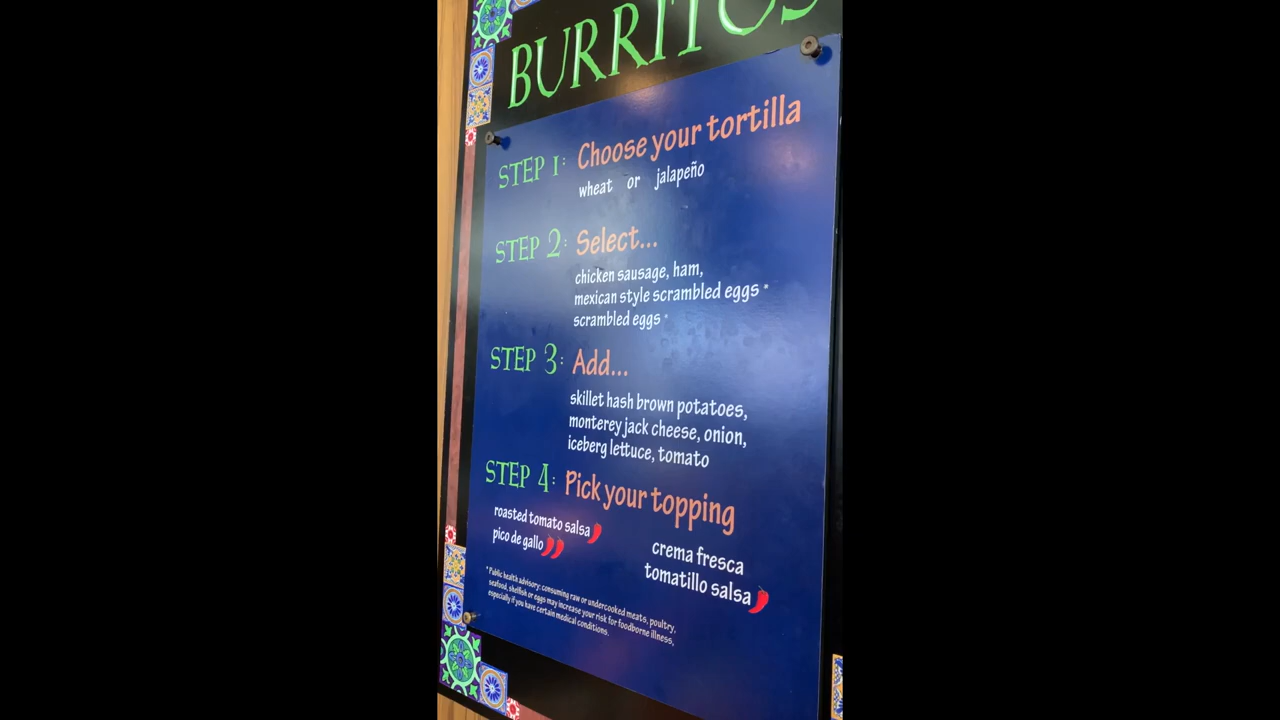 BURRITOS
STEP 1: Choose your tortilla
wheat or jalapeño
STEP 2: Select...
chicken sausage, ham,
mexican style scrambled eggs *
scrambled eggs *
STEP 3: Add...
skillet hash brown potatoes,
monterey jack cheese, onion,
iceberg lettuce, tomato
STEP 4: Pick your topping
roasted tomato salsa
pico de gallo
crema fresca
tomatillo salsa
* Public health advisory: consuming raw or undercooked meats, poultry,
seafood, shellfish or eggs may increase your risk for foodborne illness,
especially if you have certain medical conditions.